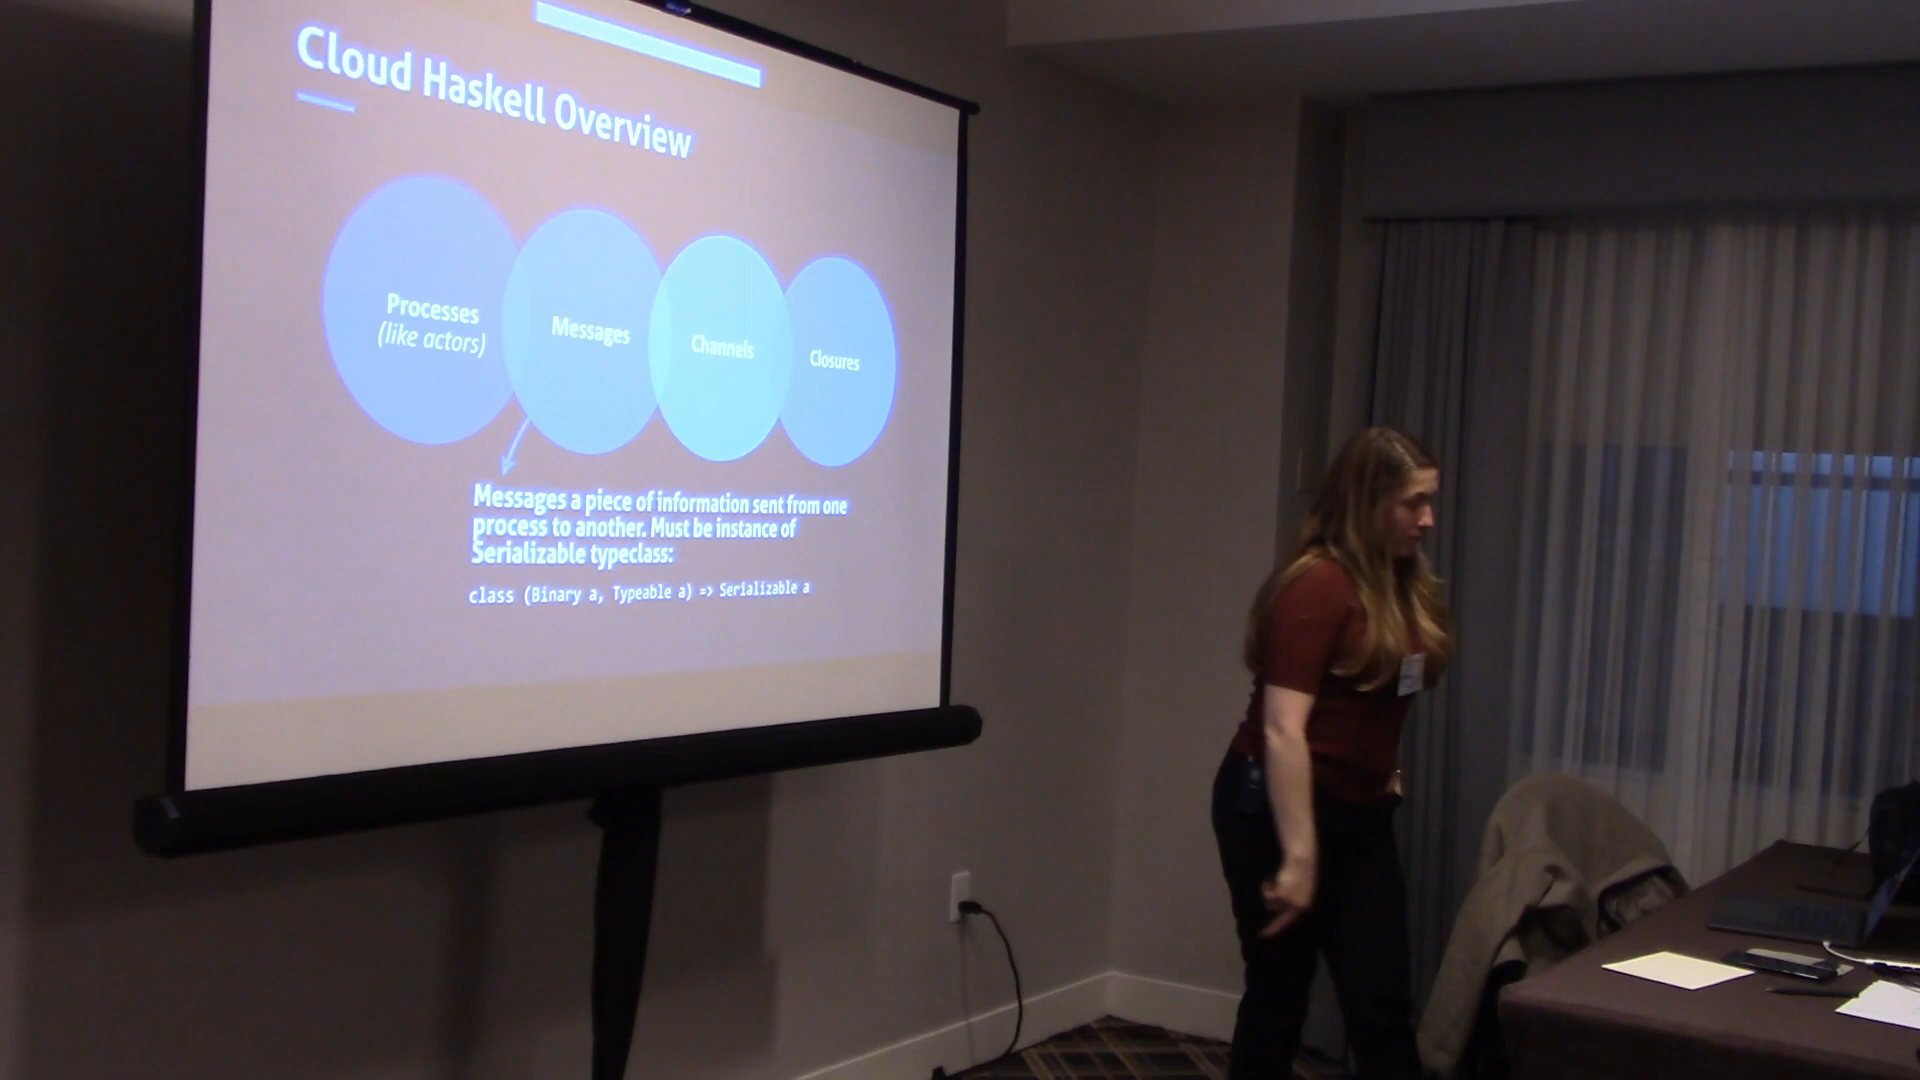 Cloud Haskell Overview
Processes
(like actors)
Messages
Channels
Closures
Messages a piece of information sent from one
process to another. Must be instance of
Serializable typeclass:
class (Binary a, Typeable a) => Serializable a